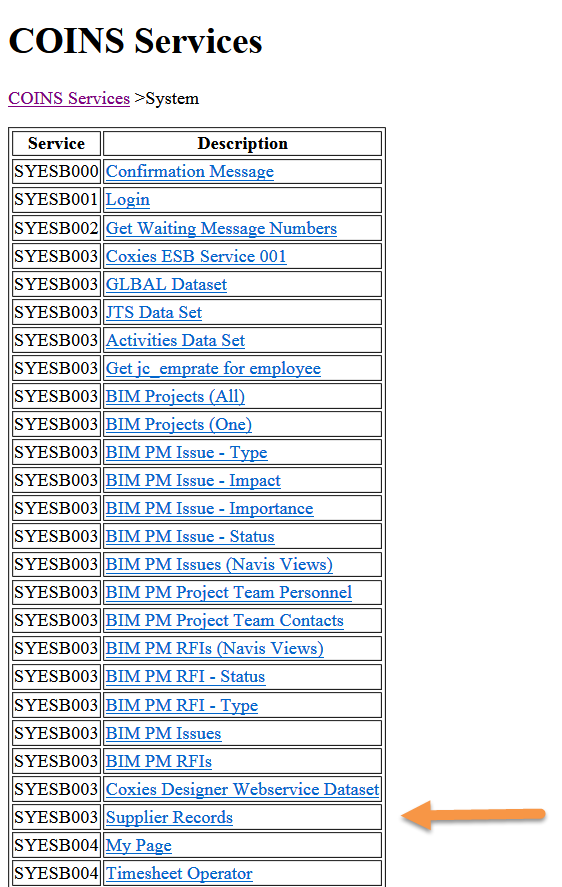 COINS Services
COINS Services >System
Service Description
SYESB000 Confirmation Message
SYESB001 Login
SYESB002 Get Waiting Message Numbers
SYESB003 Coxies ESB Service 001
SYESB003 GLBAL Dataset
SYESB003 JTS Data Set
SYESB003 Activities Data Set
SYESB003 Get jc_emprate for employee
SYESB003 BIM Projects (All)
SYESB003 BIM Projects (One)
SYESB003 BIM PM Issue - Type
SYESB003 BIM PM Issue - Impact
SYESB003 BIM PM Issue - Importance
SYESB003 BIM PM Issue - Status
SYESB003 BIM PM Issues (Navis Views)
SYESB003 BIM PM Project Team Personnel
SYESB003 BIM PM Project Team Contacts
SYESB003 BIM PM RFIs (Navis Views)
SYESB003 BIM PM RFI - Status
SYESB003 BIM PM RFI - Type
SYESB003 BIM PM Issues
SYESB003 BIM PM RFIs
SYESB003 Coxies Designer Webservice Dataset
SYESB003 Supplier Records
SYESB004 My Page
SYESB004 Timesheet Operator